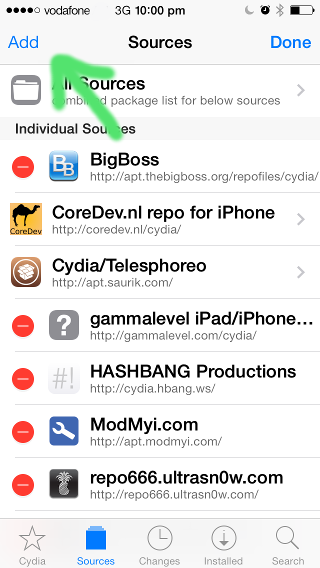 vodafone 3G 10:00 pm
Add Sources Done
All Sources
combined package list for below sources
Individual Sources
BB
BigBoss
http://apt.thebigboss.org/repofiles/cydia/
CoreDev
CoreDev.nl repo for iPhone
http://coredev.nl/cydia/
Cydia/Telesphoreo
http://apt.saurik.com/
?
gammalevel iPad/iPhone…
http://gammalevel.com/cydia/
#!
HASHBANG Productions
http://cydia.hbang.ws/
ModMyi.com
http://apt.modmyi.com/
repo666.ultrasn0w.com
http://repo666.ultrasn0w.com/
Cydia Sources Changes Installed Search